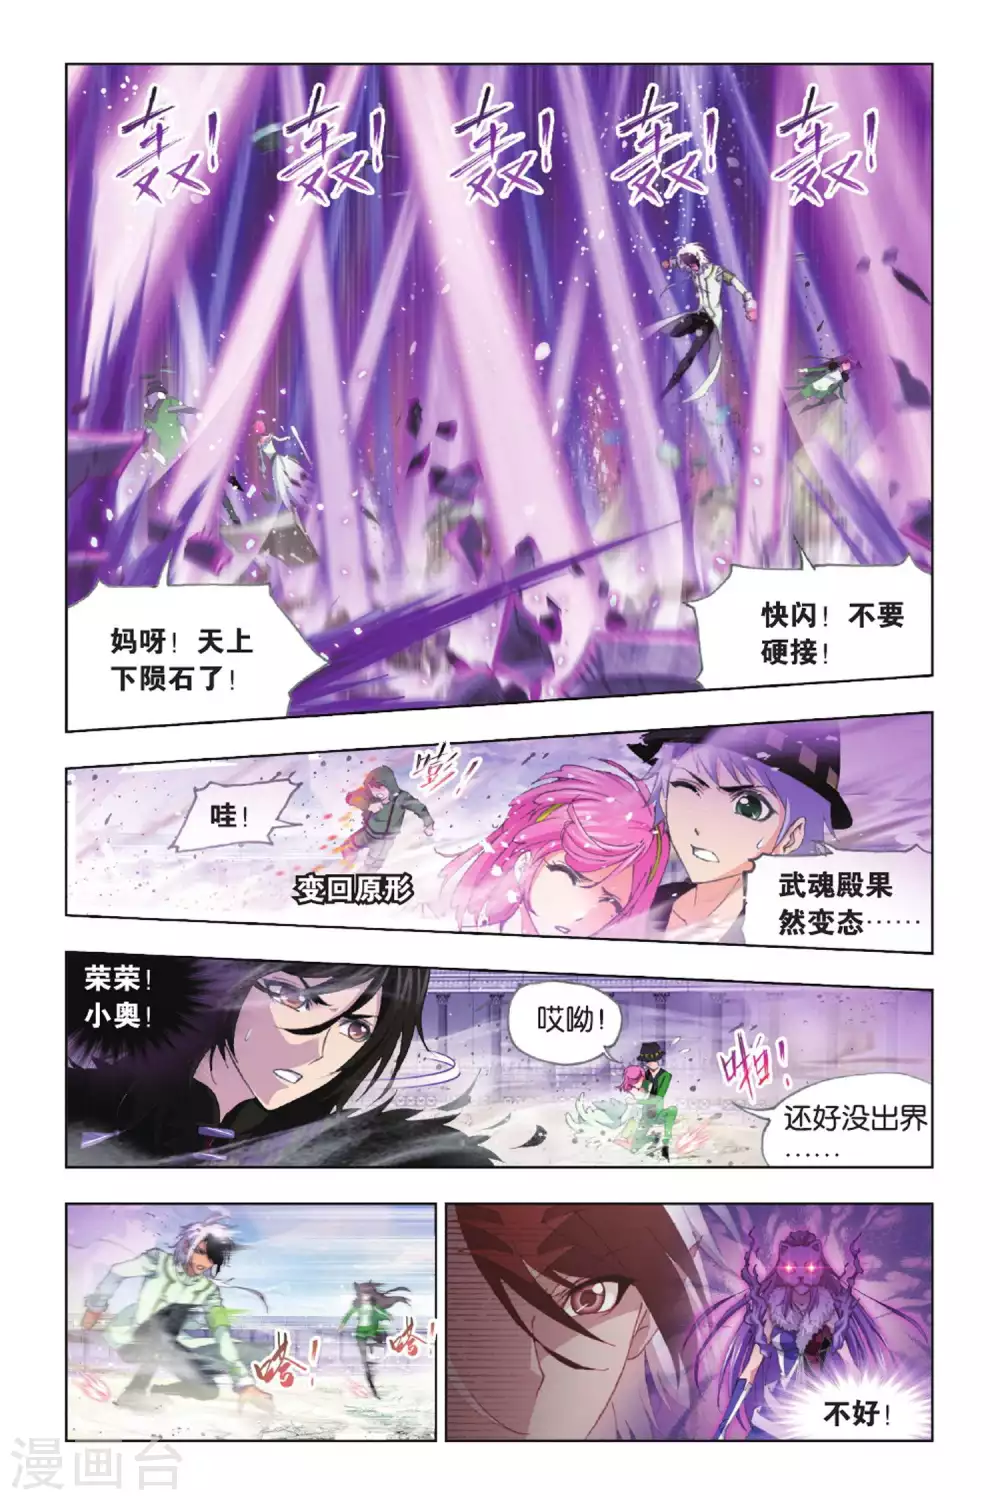 轰！
轰！
轰！
轰！
轰！
妈呀！天上
下陨石了！
快闪！不要
硬接！
哇！
嘭！
变回原形
武魂殿果
然变态……
荣荣！
小奥！
哎呦！
啪！
还好没出界
……
嗒！
嗒！
不好！
漫画台